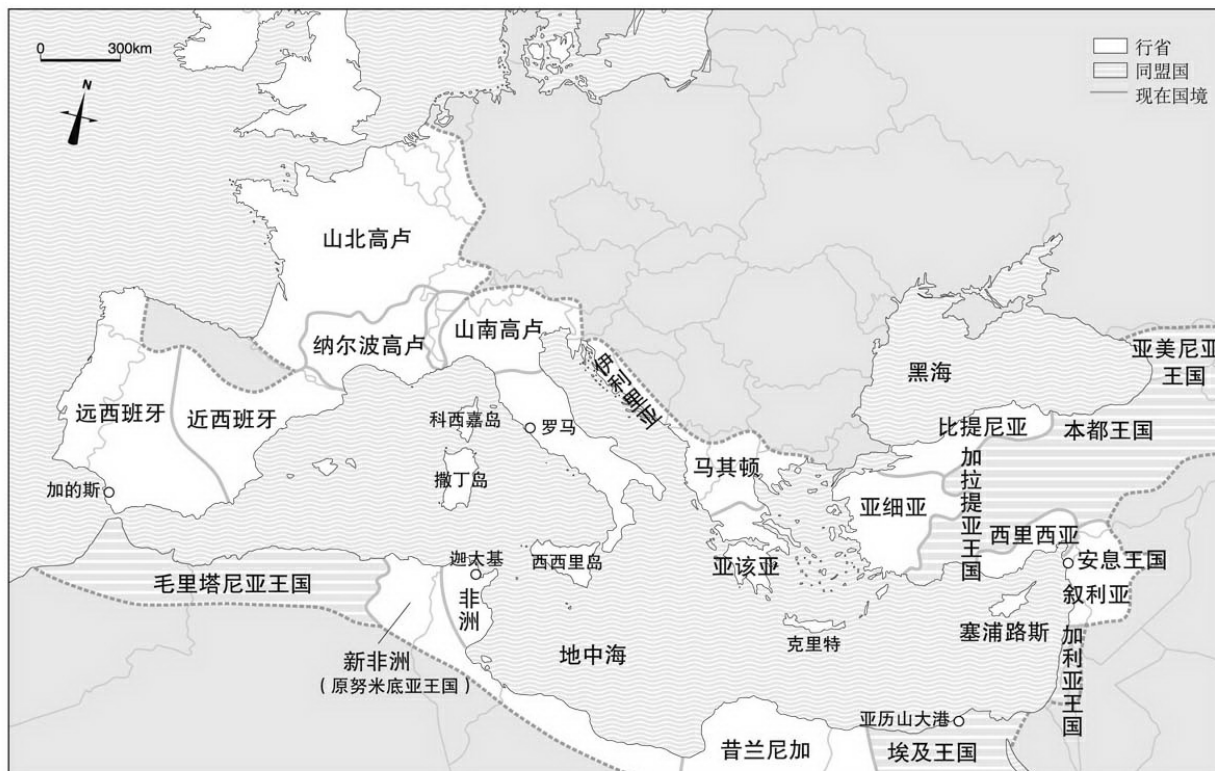 0 300km
N
行省
同盟国
现在国境
山北高卢
纳尔波高卢
山南高卢
伊利里亚
黑海
亚美尼亚
王国
远西班牙
近西班牙
科西嘉岛
罗马
比提尼亚
本都王国
撒丁岛
马其顿
加拉提亚王国
加的斯
亚细亚
西里西亚
毛里塔尼亚王国
迦太基
西西里岛
亚该亚
安息王国
非洲
叙利亚
塞浦路斯
克里特
加利亚王国
地中海
新非洲
(原努米底亚王国)
亚历山大港
昔兰尼加
埃及王国